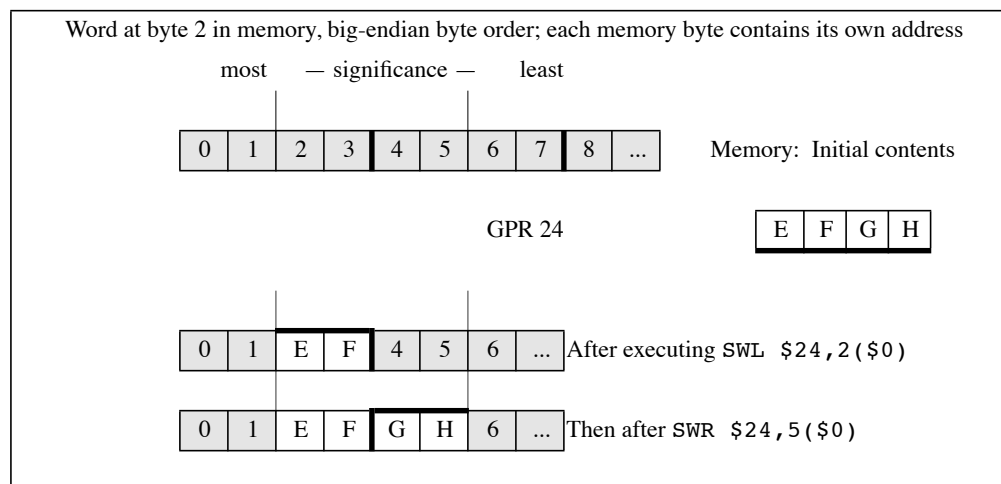 Word at byte 2 in memory, big-endian byte order; each memory byte contains its own address
most — significance — least
0 1 2 3 4 5 6 7 8 ... Memory: Initial contents
GPR 24 E F G H
0 1 E F 4 5 6 ... After executing SWL $24,2($0)
0 1 E F G H 6 ... Then after SWR $24,5($0)